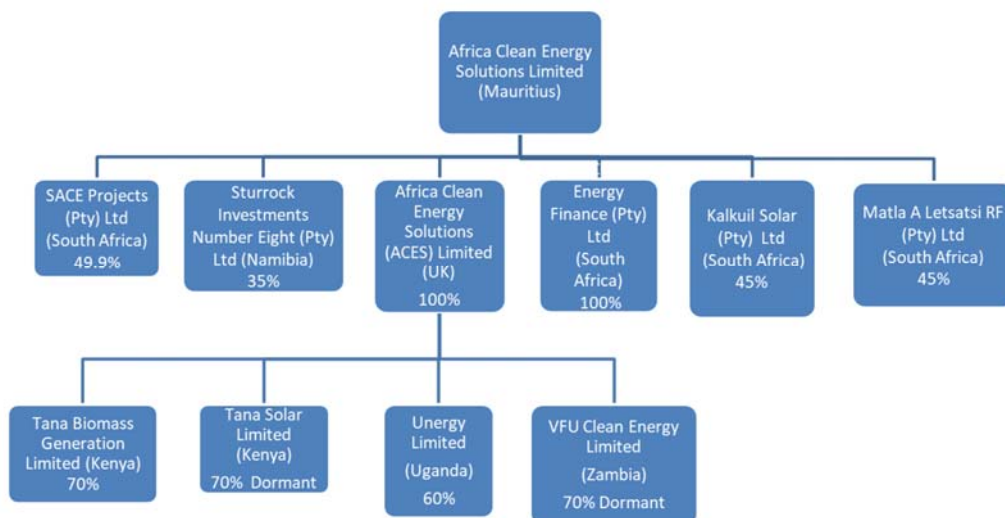 Africa Clean Energy
Solutions Limited
(Mauritius)
SACE Projects
(Pty) Ltd
(South Africa)
49.9%
Sturrock
Investments
Number Eight (Pty)
Ltd (Namibia)
35%
Africa Clean
Energy
Solutions
(ACES) Limited
(UK)
100%
Energy
Finance (Pty)
Ltd
(South
Africa)
100%
Kalkuil Solar
(Pty) Ltd
(South Africa)
45%
Matla A Letsatsi RF
(Pty) Ltd
(South Africa)
45%
Tana Biomass
Generation
Limited (Kenya)
70%
Tana Solar
Limited
(Kenya)
70% Dormant
Unergy
Limited
(Uganda)
60%
VFU Clean Energy
Limited
(Zambia)
70% Dormant